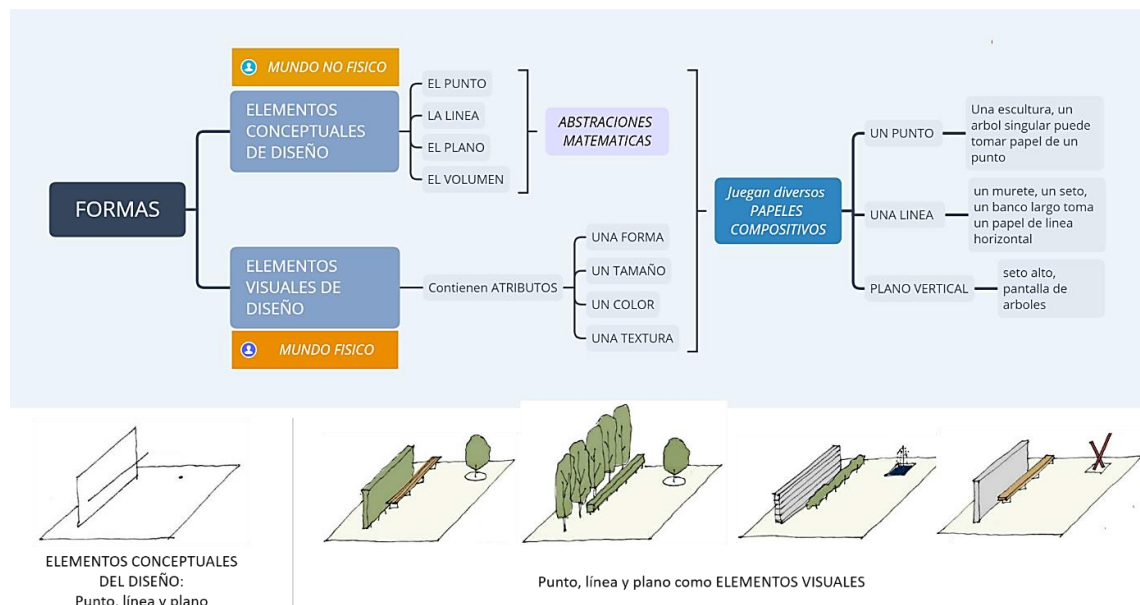 MUNDO NO FISICO
ELEMENTOS
CONCEPTUALES
DE DISEÑO
EL PUNTO
LA LINEA
EL PLANO
EL VOLUMEN
ABSTRACIONES
MATEMATICAS
FORMAS
ELEMENTOS
VISUALES DE
DISEÑO
MUNDO FISICO
Contienen ATRIBUTOS
UNA FORMA
UN TAMAÑO
UN COLOR
UNA TEXTURA
Juegan diversos
PAPELES
COMPOSITIVOS
UN PUNTO
Una escultura, un
arbol singular puede
tomar papel de un
punto
UNA LINEA
un murete, un seto,
un banco largo toma
un papel de linea
horizontal
PLANO VERTICAL
seto alto,
pantalla de
arboles
ELEMENTOS CONCEPTUALES
DEL DISEÑO:
Punto, línea y plano
Punto, línea y plano como ELEMENTOS VISUALES